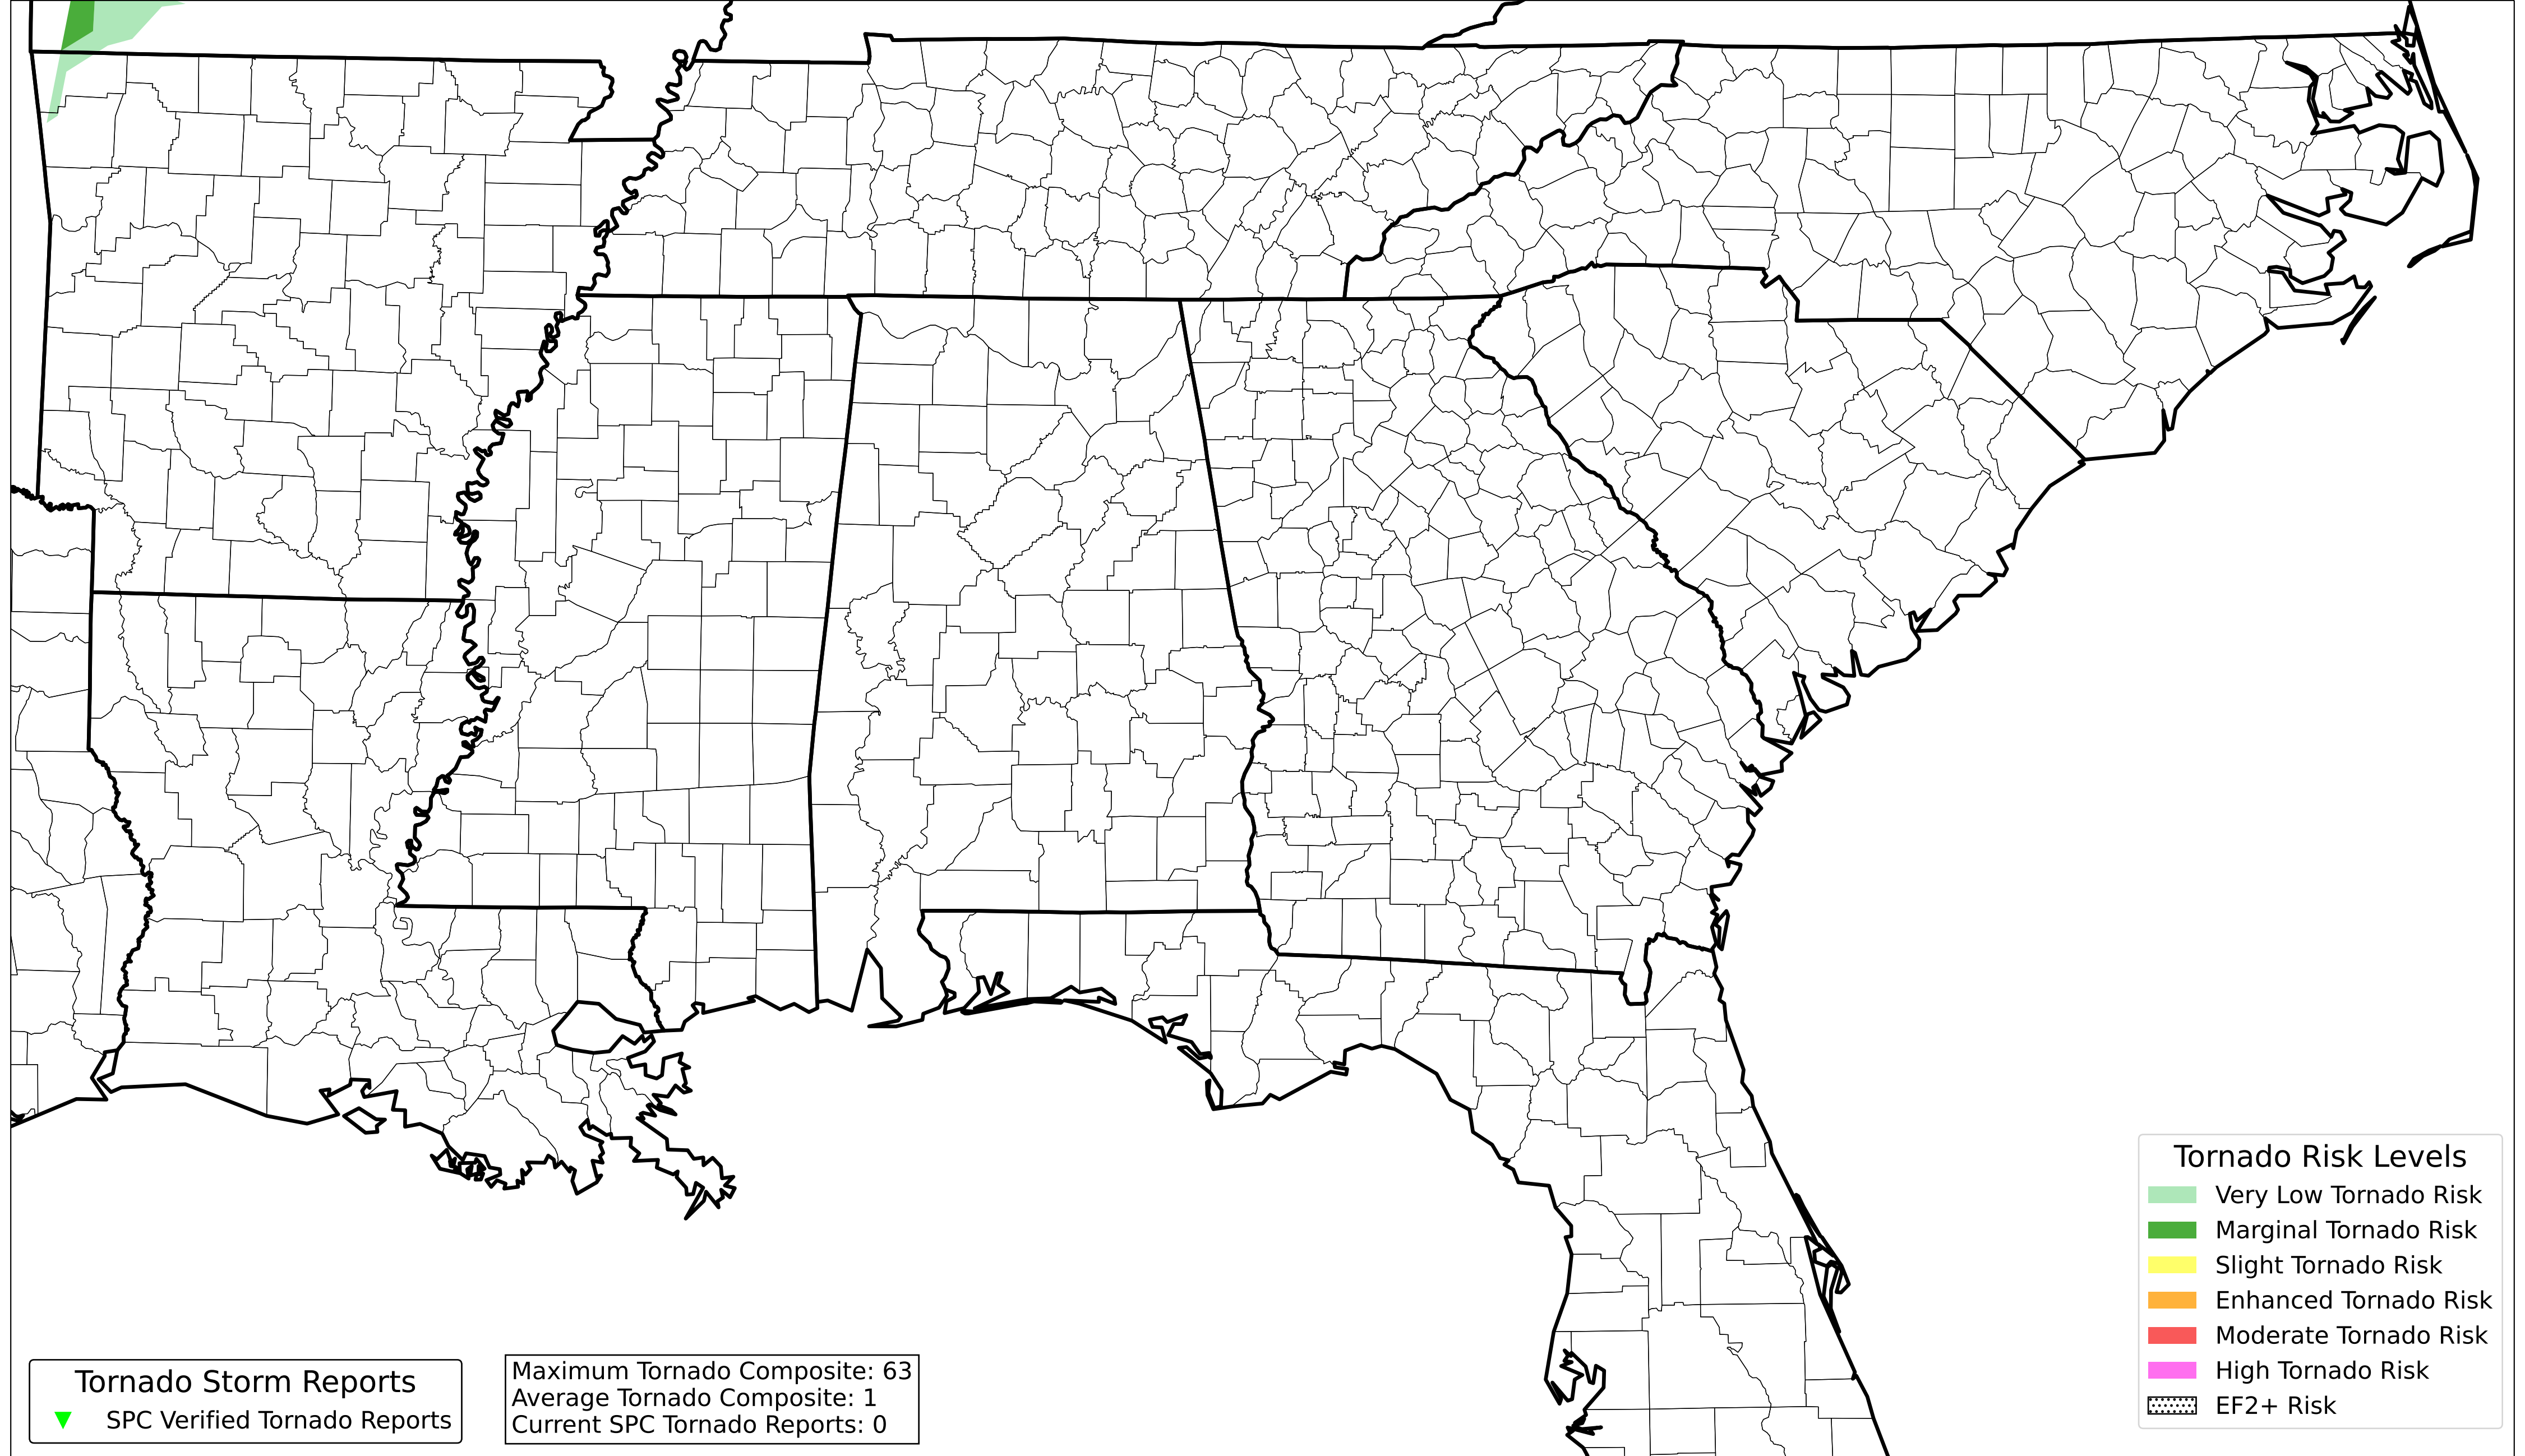 Tornado Risk Levels
Very Low Tornado Risk
Marginal Tornado Risk
Slight Tornado Risk
Enhanced Tornado Risk
Moderate Tornado Risk
High Tornado Risk
EF2+ Risk
Tornado Storm Reports
SPC Verified Tornado Reports
Maximum Tornado Composite: 63
Average Tornado Composite: 1
Current SPC Tornado Reports: 0